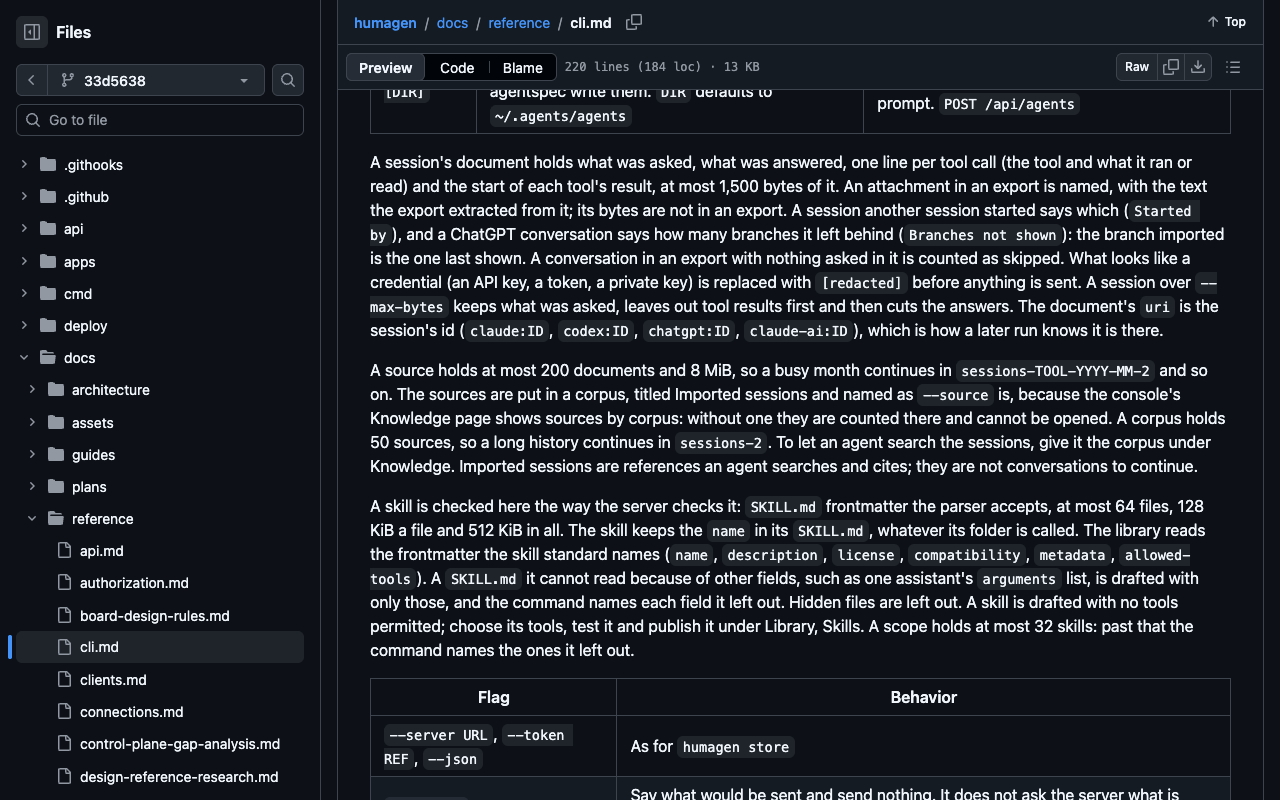 Files
humagen / docs / reference / cli.md
Top
33d5638
Preview Code Blame 220 lines (184 loc) · 13 KB
Raw
Go to file
.githooks
.github
api
apps
cmd
deploy
docs
architecture
assets
guides
plans
reference
api.md
authorization.md
board-design-rules.md
cli.md
clients.md
connections.md
control-plane-gap-analysis.md
design-reference-research.md
[DIR]
agentspec write them. DIR defaults to
~/.agents/agents
prompt. POST /api/agents
A session's document holds what was asked, what was answered, one line per tool call (the tool and what it ran or
read) and the start of each tool's result, at most 1,500 bytes of it. An attachment in an export is named, with the text
the export extracted from it; its bytes are not in an export. A session another session started says which ( Started
by ), and a ChatGPT conversation says how many branches it left behind ( Branches not shown ): the branch imported
is the one last shown. A conversation in an export with nothing asked in it is counted as skipped. What looks like a
credential (an API key, a token, a private key) is replaced with [redacted] before anything is sent. A session over --
max-bytes keeps what was asked, leaves out tool results first and then cuts the answers. The document's uri is the
session's id ( claude:ID , codex:ID , chatgpt:ID , claude-ai:ID ), which is how a later run knows it is there.
A source holds at most 200 documents and 8 MiB, so a busy month continues in sessions-TOOL-YYYY-MM-2 and so
on. The sources are put in a corpus, titled Imported sessions and named as --source is, because the console's
Knowledge page shows sources by corpus: without one they are counted there and cannot be opened. A corpus holds
50 sources, so a long history continues in sessions-2 . To let an agent search the sessions, give it the corpus under
Knowledge. Imported sessions are references an agent searches and cites; they are not conversations to continue.
A skill is checked here the way the server checks it: SKILL.md frontmatter the parser accepts, at most 64 files, 128
KiB a file and 512 KiB in all. The skill keeps the name in its SKILL.md , whatever its folder is called. The library reads
the frontmatter the skill standard names ( name , description , license , compatibility , metadata , allowed-
tools ). A SKILL.md it cannot read because of other fields, such as one assistant's arguments list, is drafted with
only those, and the command names each field it left out. Hidden files are left out. A skill is drafted with no tools
permitted; choose its tools, test it and publish it under Library, Skills. A scope holds at most 32 skills: past that the
command names the ones it left out.
Flag Behavior
--server URL , --token
REF , --json
As for humagen store
Say what would be sent and send nothing. It does not ask the server what is